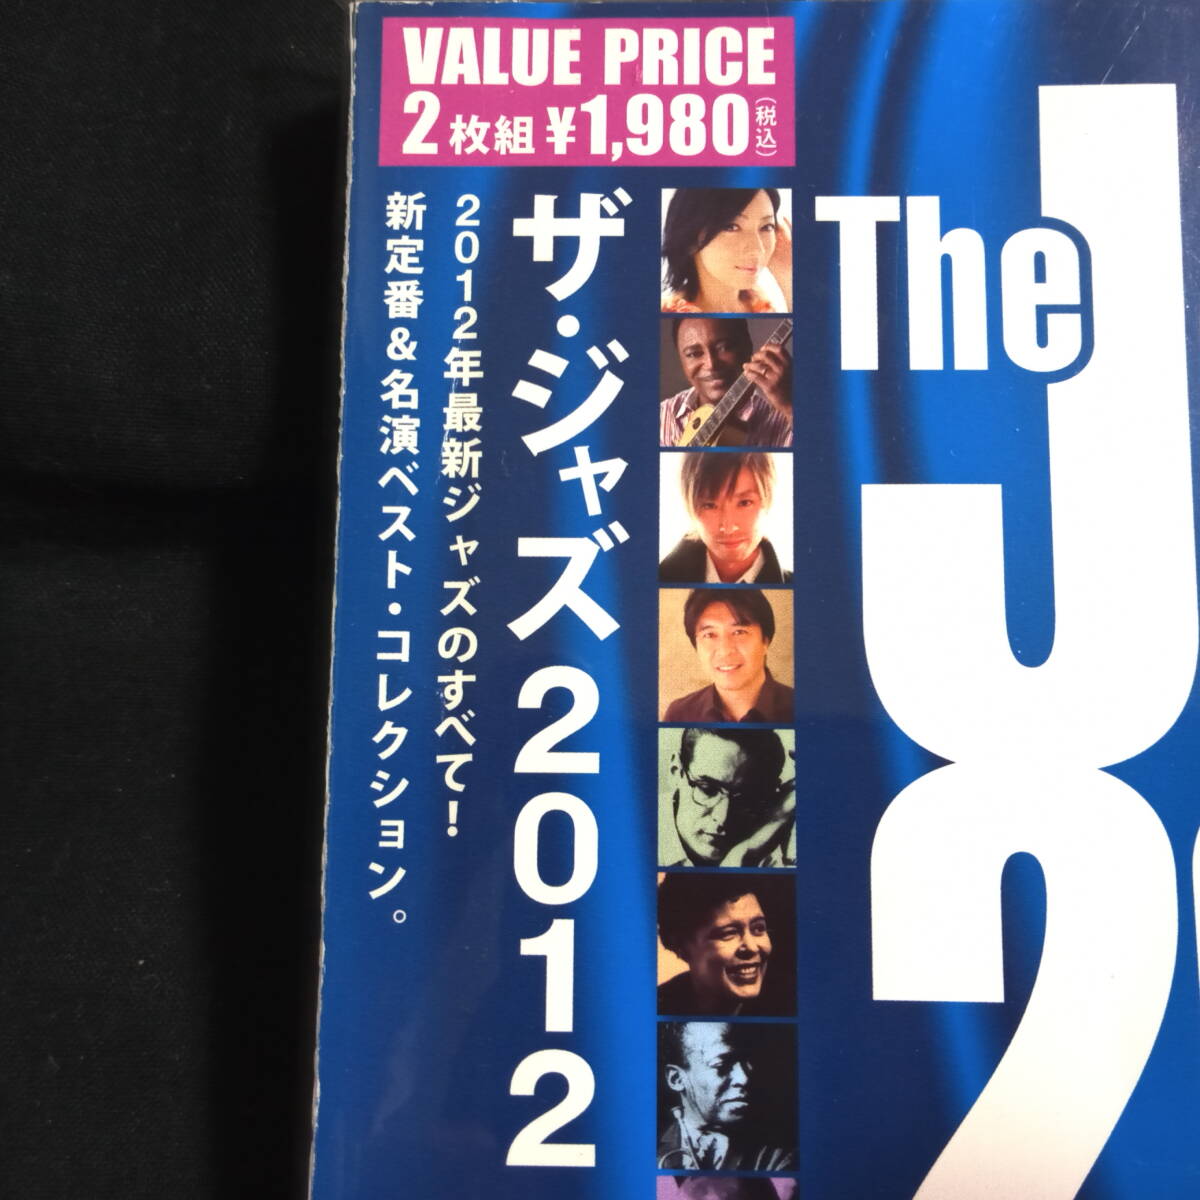 VALUE PRICE
2枚組 ¥1,980(税込)
ザ・ジャズ2012
2012年最新ジャズのすべて!
新定番&名演ベスト・コレクション。
The
J
2